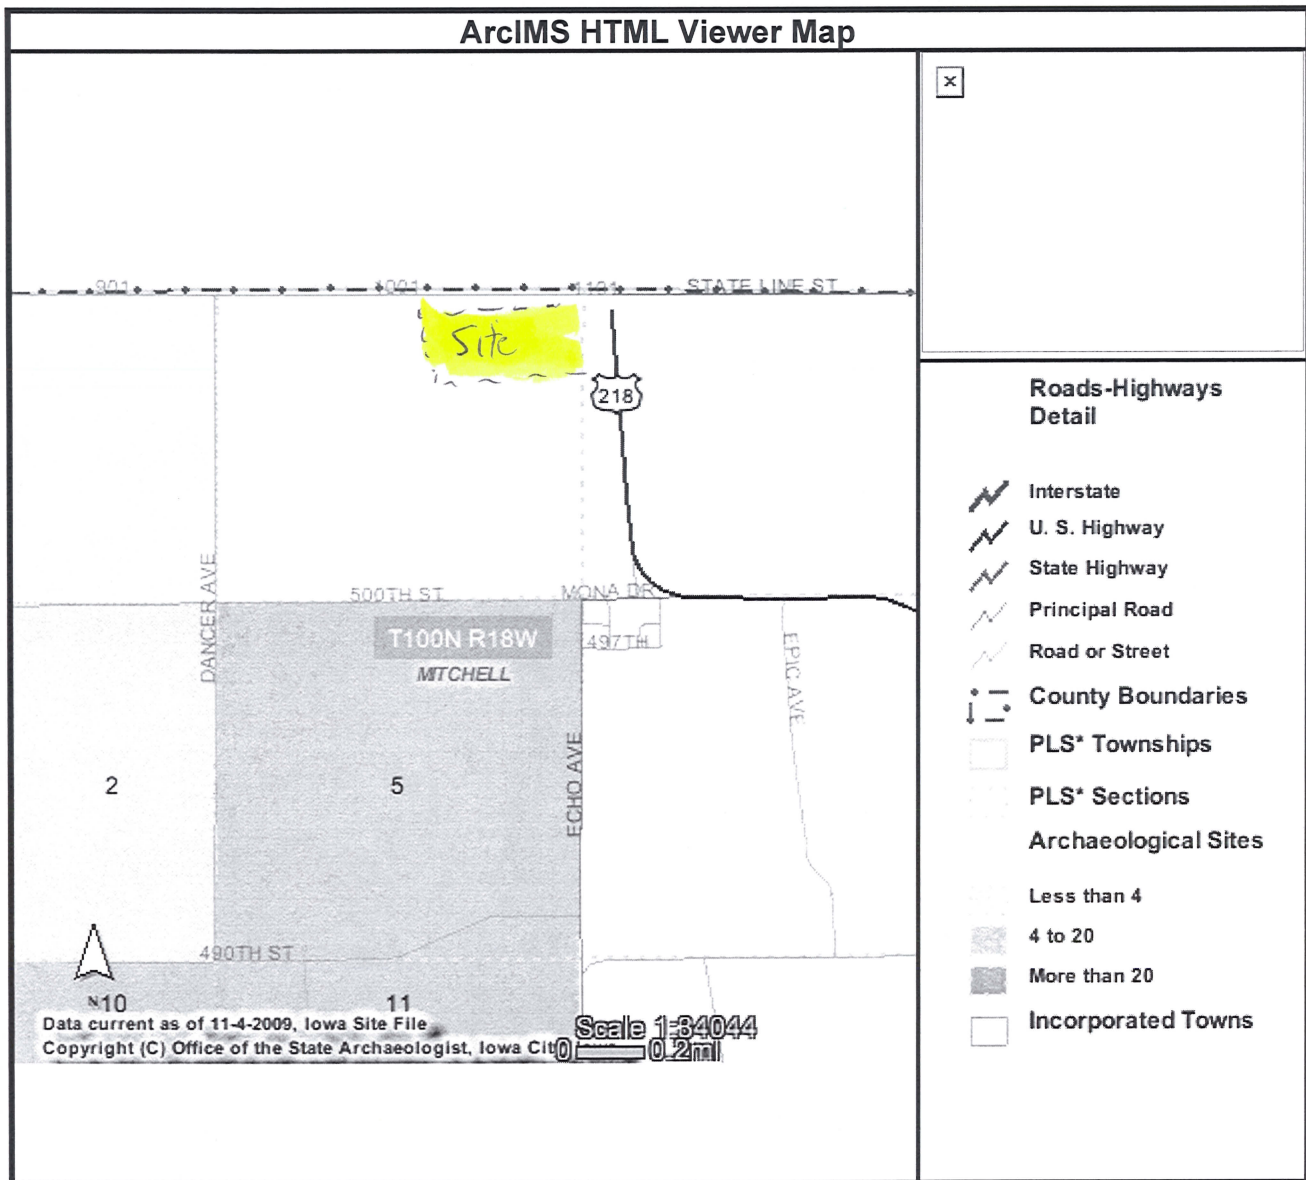 ArcIMS HTML Viewer Map
901
1001
1101
STATE LINE ST
Site
218
DANCER AVE
500TH ST
MONA DR
497TH
T100N R18W
MITCHELL
EPIC AVE
ECHO AVE
2
5
490TH ST
N
10
11
Data current as of 11-4-2009, Iowa Site File
Scale 1:34044
Copyright (C) Office of the State Archaeologist, Iowa City
0
0.2mi
Roads-Highways
Detail
Interstate
U. S. Highway
State Highway
Principal Road
Road or Street
County Boundaries
PLS* Townships
PLS* Sections
Archaeological Sites
Less than 4
4 to 20
More than 20
Incorporated Towns